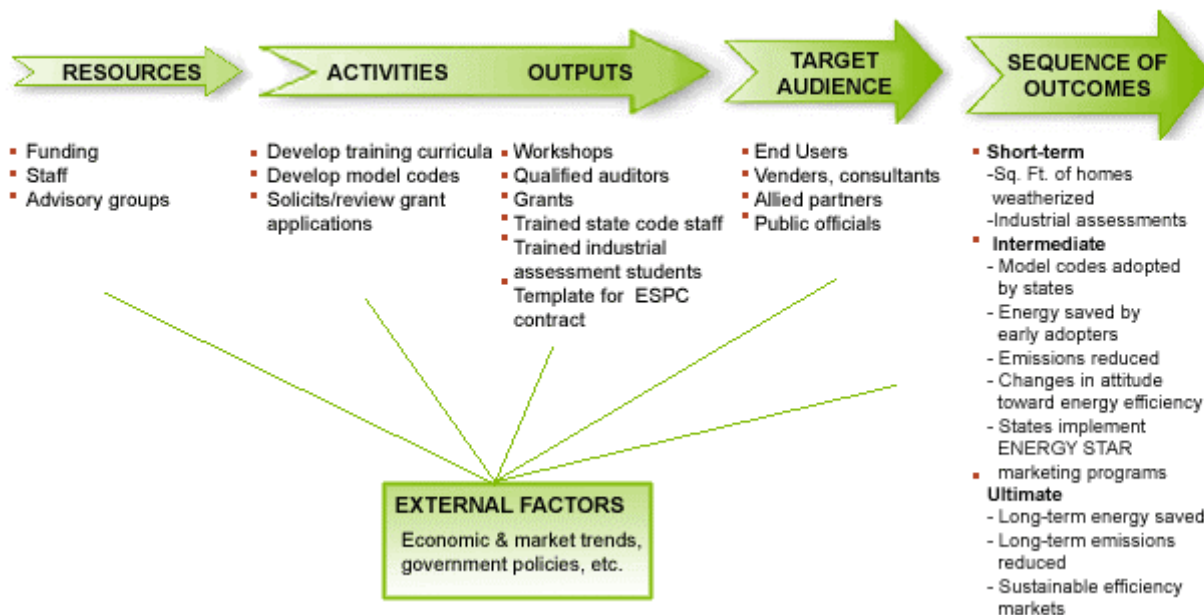 RESOURCES
ACTIVITIES
OUTPUTS
TARGET
AUDIENCE
SEQUENCE OF
OUTCOMES
Funding
Staff
Advisory groups
Develop training curricula
Develop model codes
Solicits/review grant
applications
Workshops
Qualified auditors
Grants
Trained state code staff
Trained industrial
assessment students
Template for ESPC
contract
End Users
Venders, consultants
Allied partners
Public officials
Short-term
-Sq. Ft. of homes
weatherized
-Industrial assessments
Intermediate
- Model codes adopted
by states
- Energy saved by
early adopters
- Emissions reduced
- Changes in attitude
toward energy efficiency
- States implement
ENERGY STAR
marketing programs
Ultimate
- Long-term energy saved
- Long-term emissions
reduced
- Sustainable efficiency
markets
EXTERNAL FACTORS
Economic & market trends,
government policies, etc.